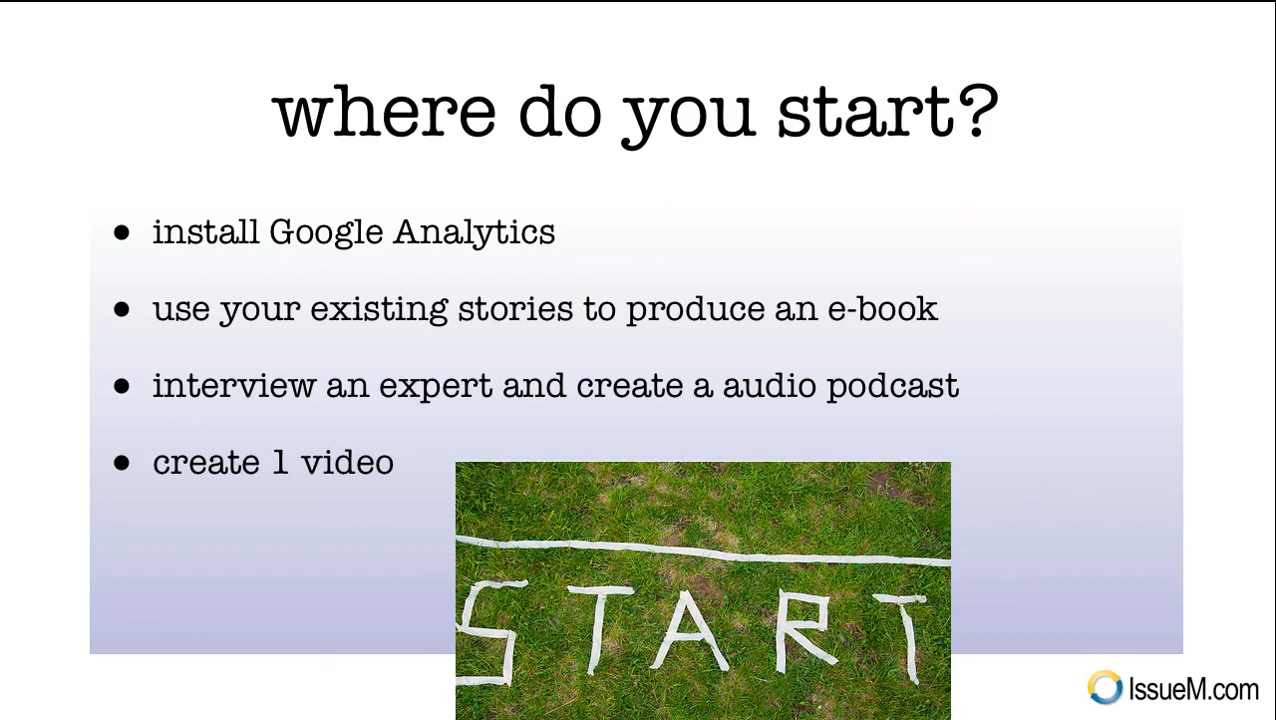 where do you start?
• install Google Analytics
• use your existing stories to produce an e-book
• interview an expert and create a audio podcast
• create 1 video
START
IssueM.com